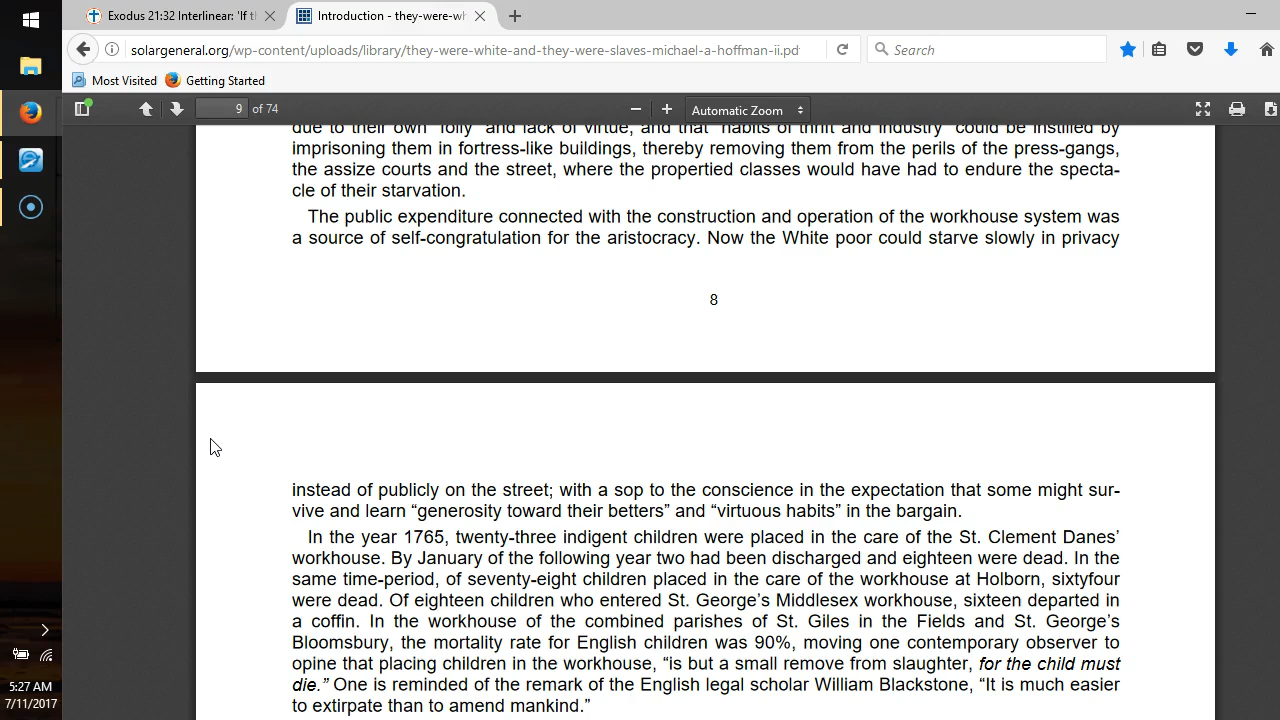 Exodus 21:32 Interlinear: 'If th
Introduction - they-were-wh
solargeneral.org/wp-content/uploads/library/they-were-white-and-they-were-slaves-michael-a-hoffman-ii.pd
Search
Most Visited
Getting Started
9 of 74
Automatic Zoom
due to their own "folly" and lack of virtue, and that "habits of thrift and industry" could be instilled by
imprisoning them in fortress-like buildings, thereby removing them from the perils of the press-gangs,
the assize courts and the street, where the propertied classes would have had to endure the specta-
cle of their starvation.
The public expenditure connected with the construction and operation of the workhouse system was
a source of self-congratulation for the aristocracy. Now the White poor could starve slowly in privacy
8
instead of publicly on the street; with a sop to the conscience in the expectation that some might sur-
vive and learn “generosity toward their betters” and “virtuous habits” in the bargain.
In the year 1765, twenty-three indigent children were placed in the care of the St. Clement Danes’
workhouse. By January of the following year two had been discharged and eighteen were dead. In the
same time-period, of seventy-eight children placed in the care of the workhouse at Holborn, sixtyfour
were dead. Of eighteen children who entered St. George’s Middlesex workhouse, sixteen departed in
a coffin. In the workhouse of the combined parishes of St. Giles in the Fields and St. George’s
Bloomsbury, the mortality rate for English children was 90%, moving one contemporary observer to
opine that placing children in the workhouse, “is but a small remove from slaughter, for the child must
die.” One is reminded of the remark of the English legal scholar William Blackstone, “It is much easier
to extirpate than to amend mankind.”
5:27 AM
7/11/2017